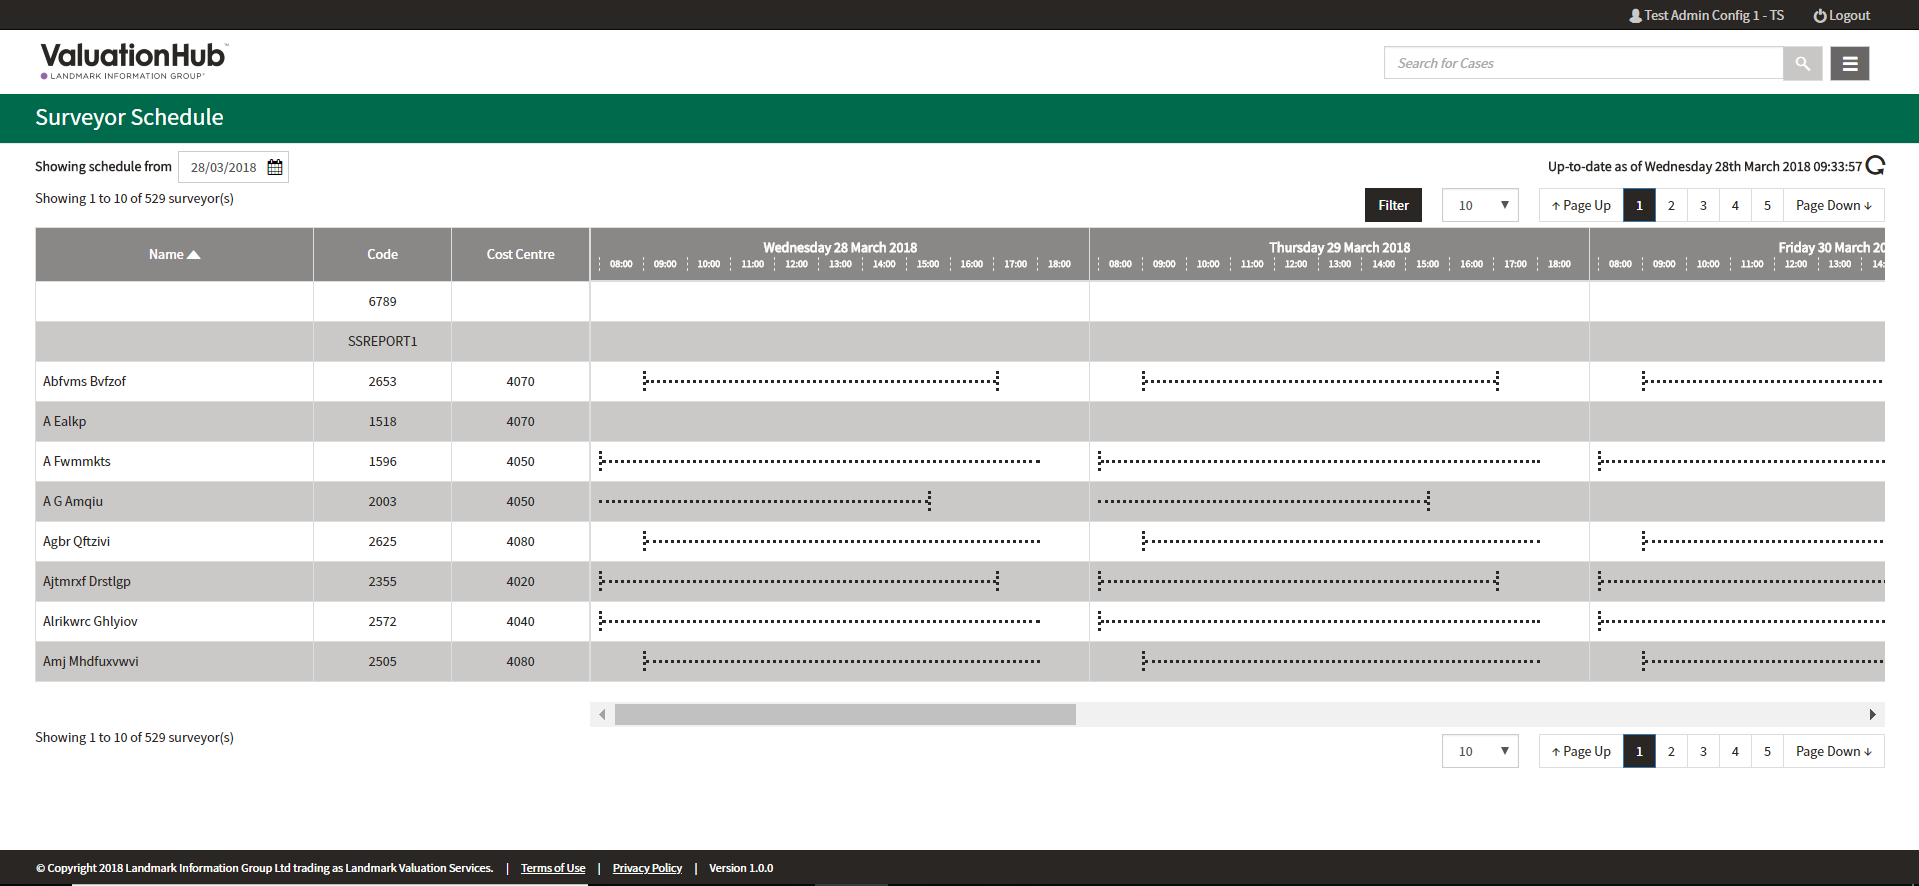 Test Admin Config 1 - TS Logout
ValuationHub™
LANDMARK INFORMATION GROUP®
Search for Cases
Surveyor Schedule
Showing schedule from 28/03/2018
Up-to-date as of Wednesday 28th March 2018 09:33:57
Showing 1 to 10 of 529 surveyor(s)
Filter 10 ▼ ↑ Page Up 1 2 3 4 5 Page Down ↓
Name Code Cost Centre
Wednesday 28 March 2018 Thursday 29 March 2018 Friday 30 March 20
08:00 09:00 10:00 11:00 12:00 13:00 14:00 15:00 16:00 17:00 18:00 08:00 09:00 10:00 11:00 12:00 13:00 14:00 15:00 16:00 17:00 18:00 08:00 09:00 10:00 11:00 12:00 13:00 14:
6789
SSREPORT1
Abfvms Bvfzof 2653 4070
A Ealkp 1518 4070
A Fwmmkts 1596 4050
A G Amqiu 2003 4050
Agbr Qftzivi 2625 4080
Ajtmrxf Drstlgp 2355 4020
Alrikwrc Ghlyiov 2572 4040
Amj Mhdfuxvwvi 2505 4080
Showing 1 to 10 of 529 surveyor(s)
10 ▼ ↑ Page Up 1 2 3 4 5 Page Down ↓
© Copyright 2018 Landmark Information Group Ltd trading as Landmark Valuation Services. | Terms of Use | Privacy Policy | Version 1.0.0